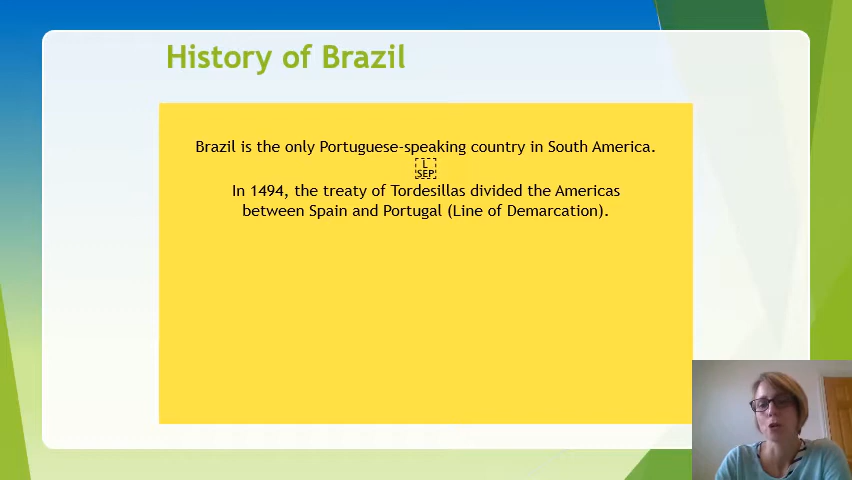 History of Brazil
Brazil is the only Portuguese-speaking country in South America.
L
SEP
In 1494, the treaty of Tordesillas divided the Americas
between Spain and Portugal (Line of Demarcation).